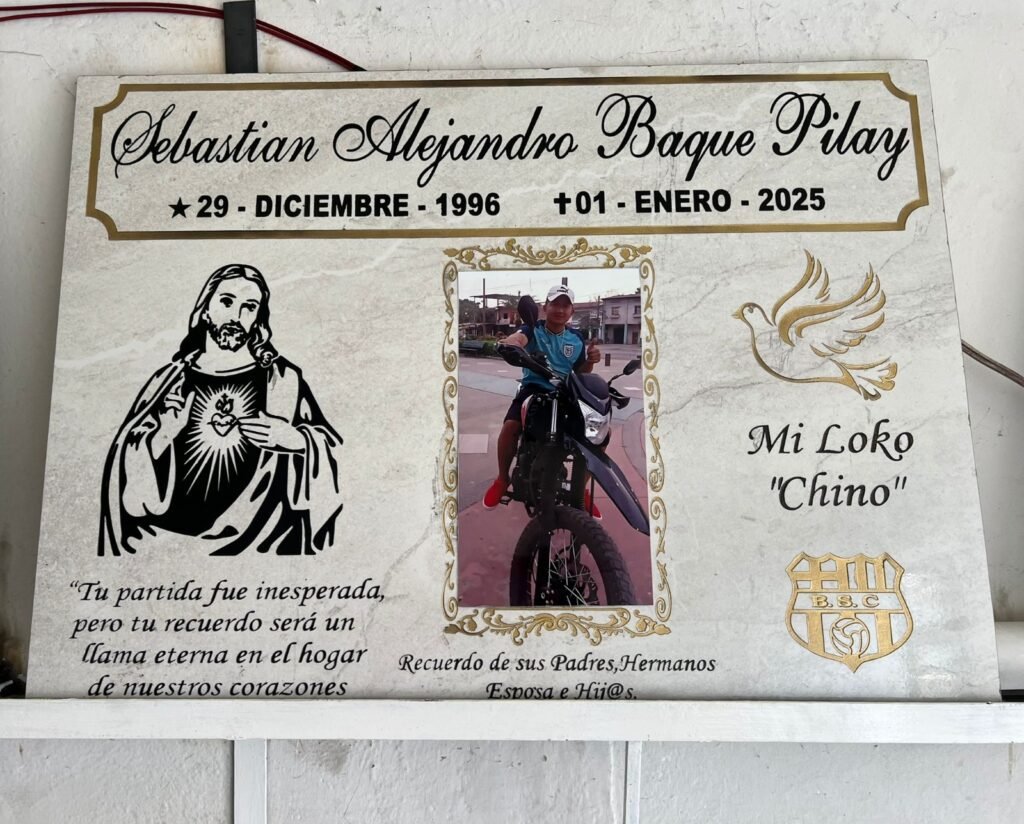 Sebastian Alejandro Baque Pilay
★29 - DICIEMBRE - 1996 ✝01 - ENERO - 2025
Mi Loko
"Chino"
B.S.C
“Tu partida fue inesperada,
pero tu recuerdo será un
llama eterna en el hogar
de nuestros corazones
Recuerdo de sus Padres,Hermanos
Esposa e Hij@s.